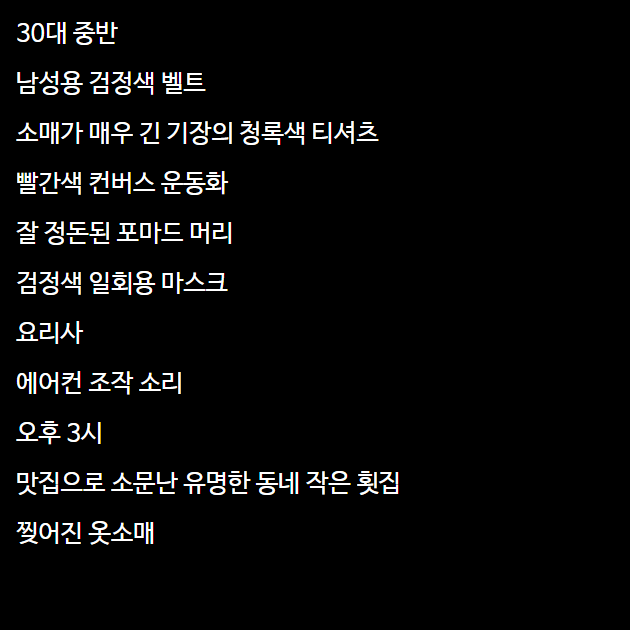 30대 중반
남성용 검정색 벨트
소매가 매우 긴 기장의 청록색 티셔츠
빨간색 컨버스 운동화
잘 정돈된 포마드 머리
검정색 일회용 마스크
요리사
에어컨 조작 소리
오후 3시
맛집으로 소문난 유명한 동네 작은 횟집
찢어진 옷소매